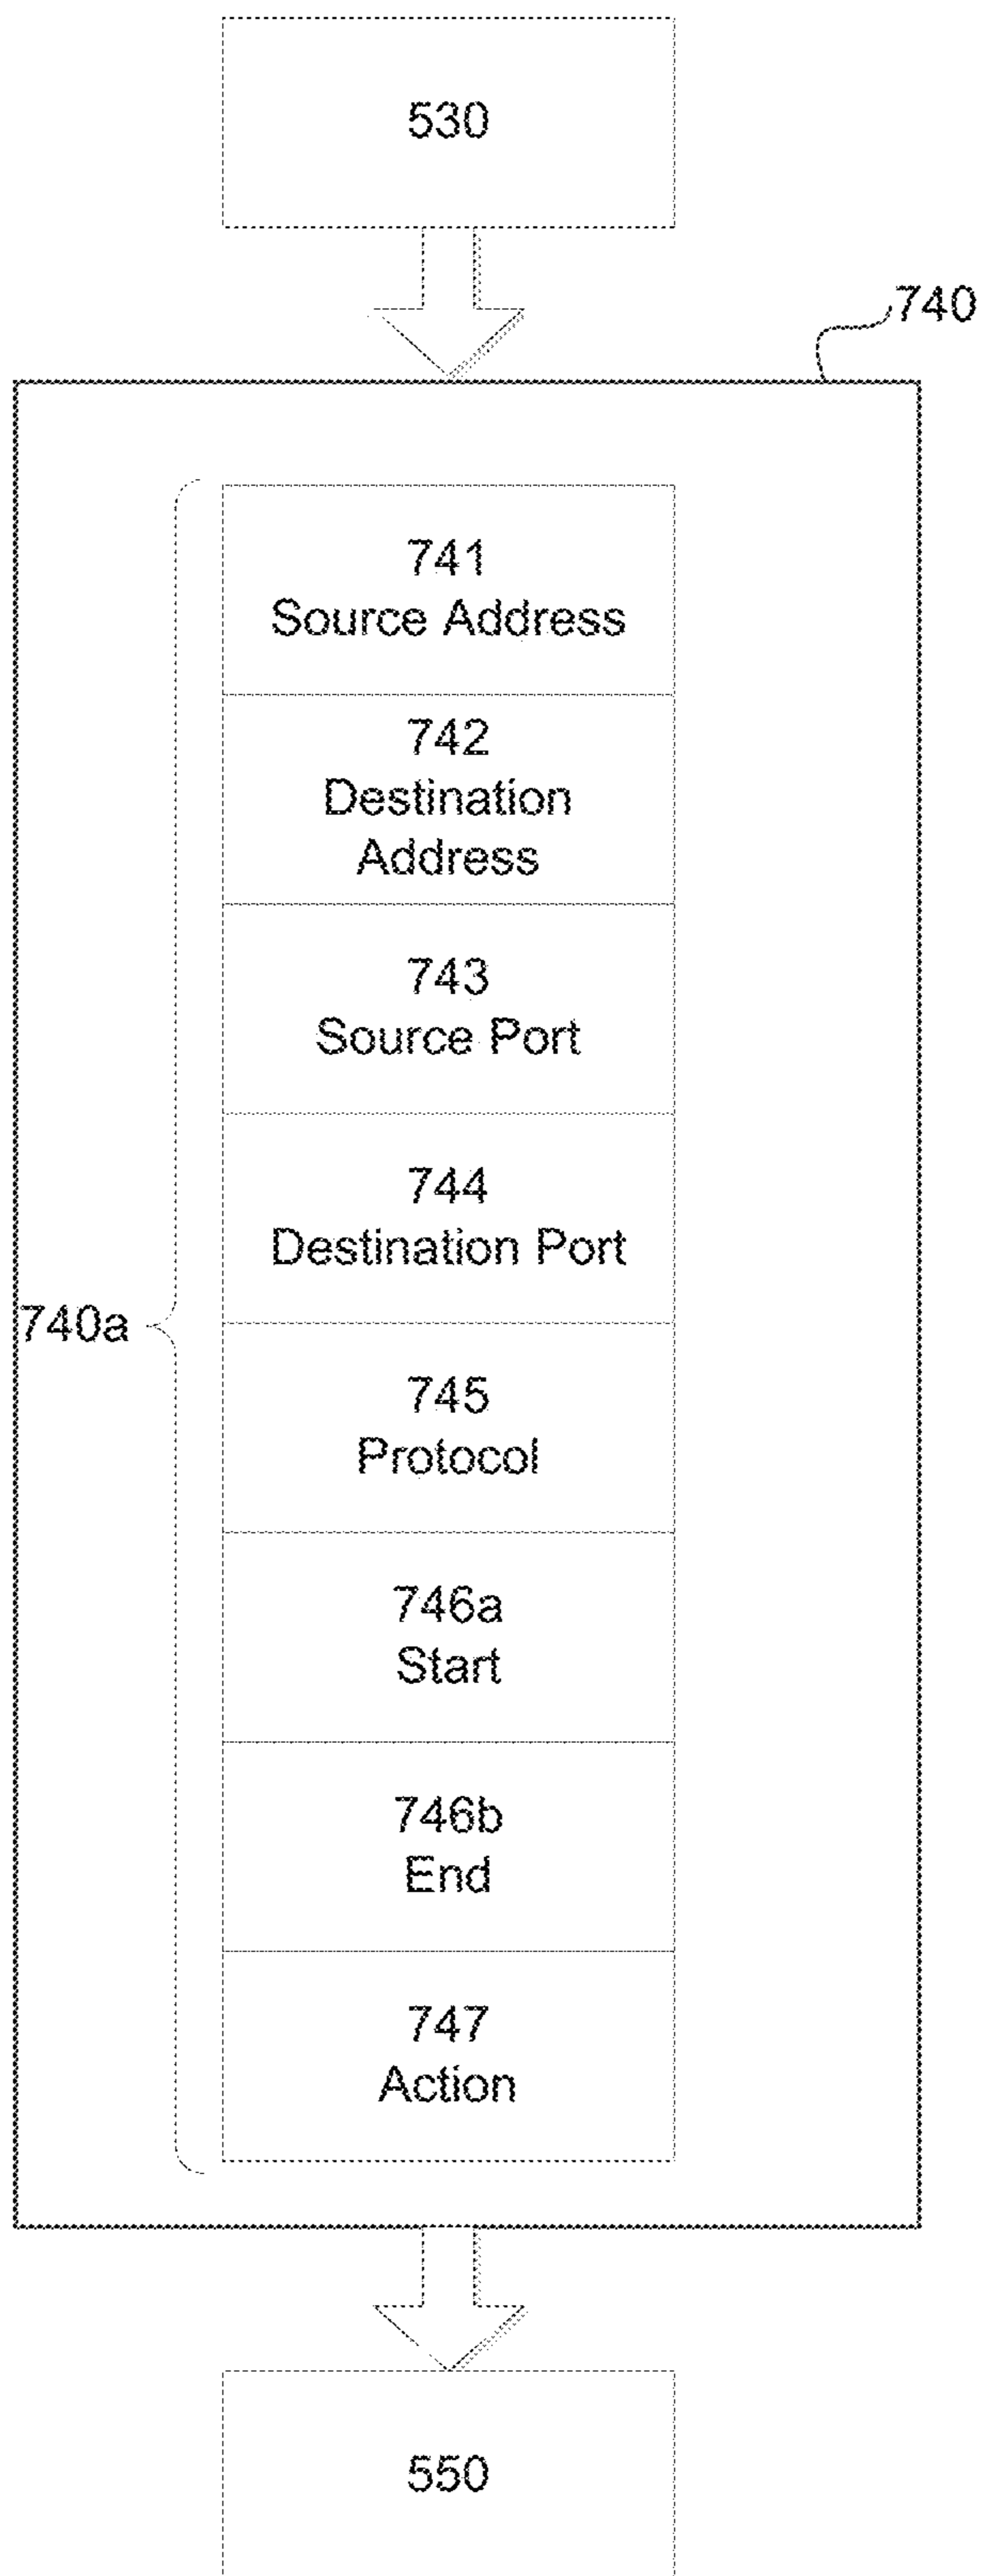 530
740
741
Source Address
742
Destination
Address
743
Source Port
744
Destination Port
740a
745
Protocol
746a
Start
746b
End
747
Action
550